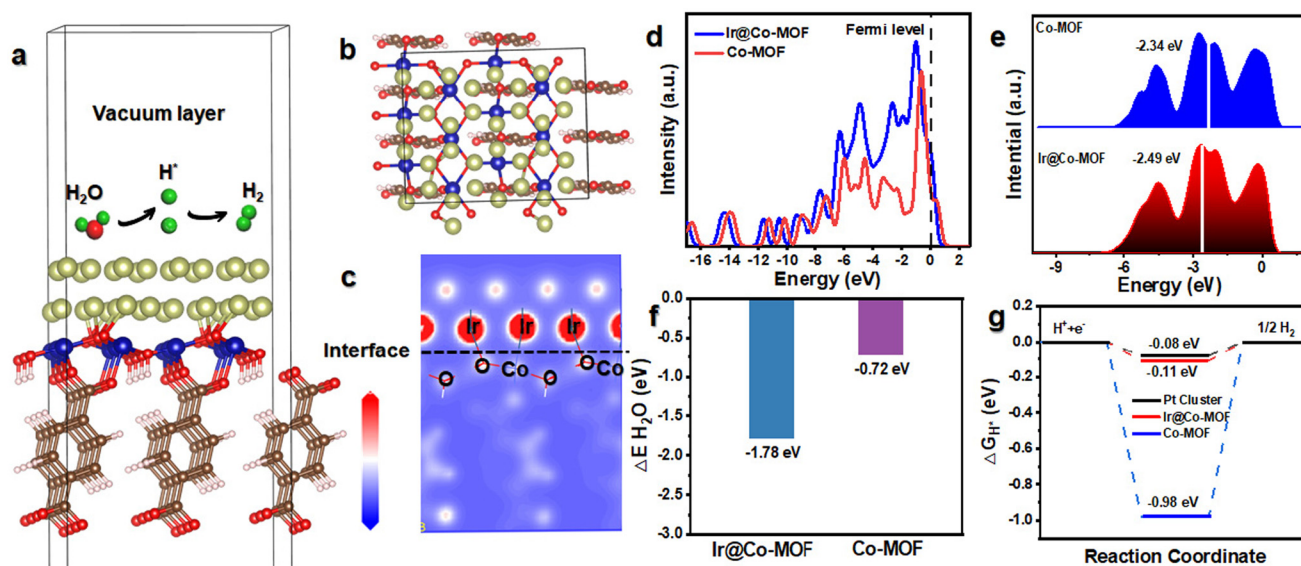 a
Vacuum layer
H₂O
H*
H₂
Interface
b
c
Ir
Ir
Ir
O
O
Co
O
Co
d
Ir@Co-MOF
Co-MOF
Fermi level
Intensity (a.u.)
-16 -14 -12 -10 -8 -6 -4 -2 0 2
Energy (eV)
e
Co-MOF
-2.34 eV
Ir@Co-MOF
-2.49 eV
Intential (a.u.)
-9 -6 -3 0
Energy (eV)
f
△E H₂O (eV)
0.0
-0.5
-1.0
-1.5
-2.0
-2.5
-3.0
-1.78 eV
-0.72 eV
Ir@Co-MOF Co-MOF
g
△G_H* (eV)
0.2
0.0
-0.2
-0.4
-0.6
-0.8
-1.0
H⁺+e⁻
1/2 H₂
-0.08 eV
-0.11 eV
Pt Cluster
Ir@Co-MOF
Co-MOF
-0.98 eV
Reaction Coordinate